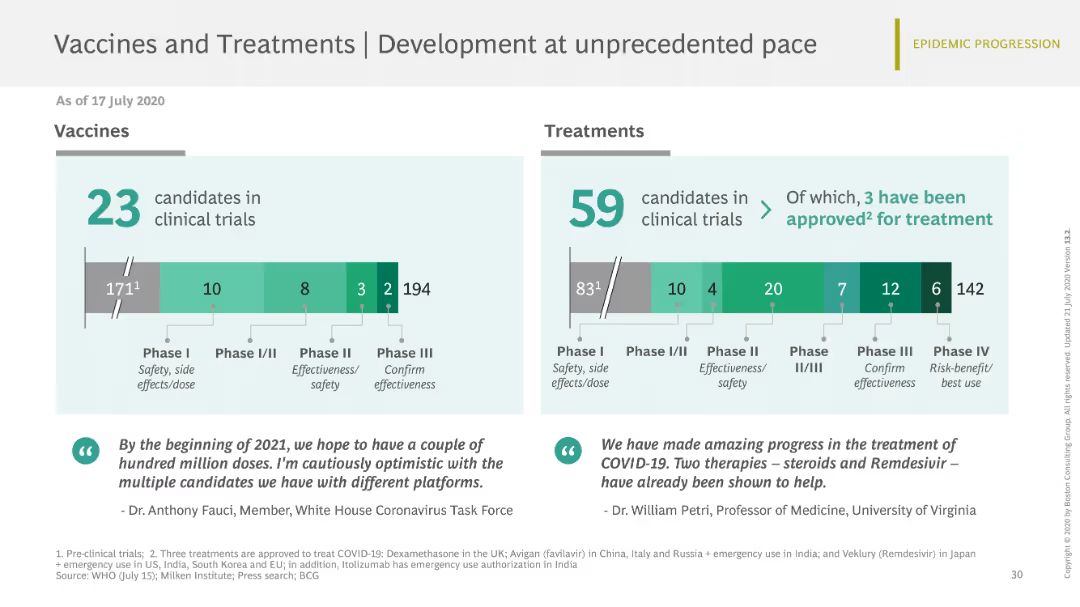 Vaccines and Treatments | Development at unprecedented pace
EPIDEMIC PROGRESSION
As of 17 July 2020
Vaccines
23
candidates in
clinical trials
171¹
10
8
3
2
194
Phase I
Safety, side
effects/dose
Phase I/II
Phase II
Effectiveness/
safety
Phase III
Confirm
effectiveness
By the beginning of 2021, we hope to have a couple of
hundred million doses. I'm cautiously optimistic with the
multiple candidates we have with different platforms.
- Dr. Anthony Fauci, Member, White House Coronavirus Task Force
Treatments
59
candidates in
clinical trials
Of which, 3 have been
approved² for treatment
83¹
10
4
20
7
12
6
142
Phase I
Safety, side
effects/dose
Phase I/II
Phase II
Effectiveness/
safety
Phase
II/III
Phase III
Confirm
effectiveness
Phase IV
Risk-benefit/
best use
We have made amazing progress in the treatment of
COVID-19. Two therapies – steroids and Remdesivir –
have already been shown to help.
- Dr. William Petri, Professor of Medicine, University of Virginia
1. Pre-clinical trials; 2. Three treatments are approved to treat COVID-19: Dexamethasone in the UK; Avigan (favilavir) in China, Italy and Russia + emergency use in India; and Veklury (Remdesivir) in Japan
+ emergency use in US, India, South Korea and EU; in addition, Itolizumab has emergency use authorization in India
Source: WHO (July 15); Milken Institute; Press search; BCG
30
Copyright © 2020 by Boston Consulting Group. All rights reserved. Updated 21 July 2020 Version 13.2.